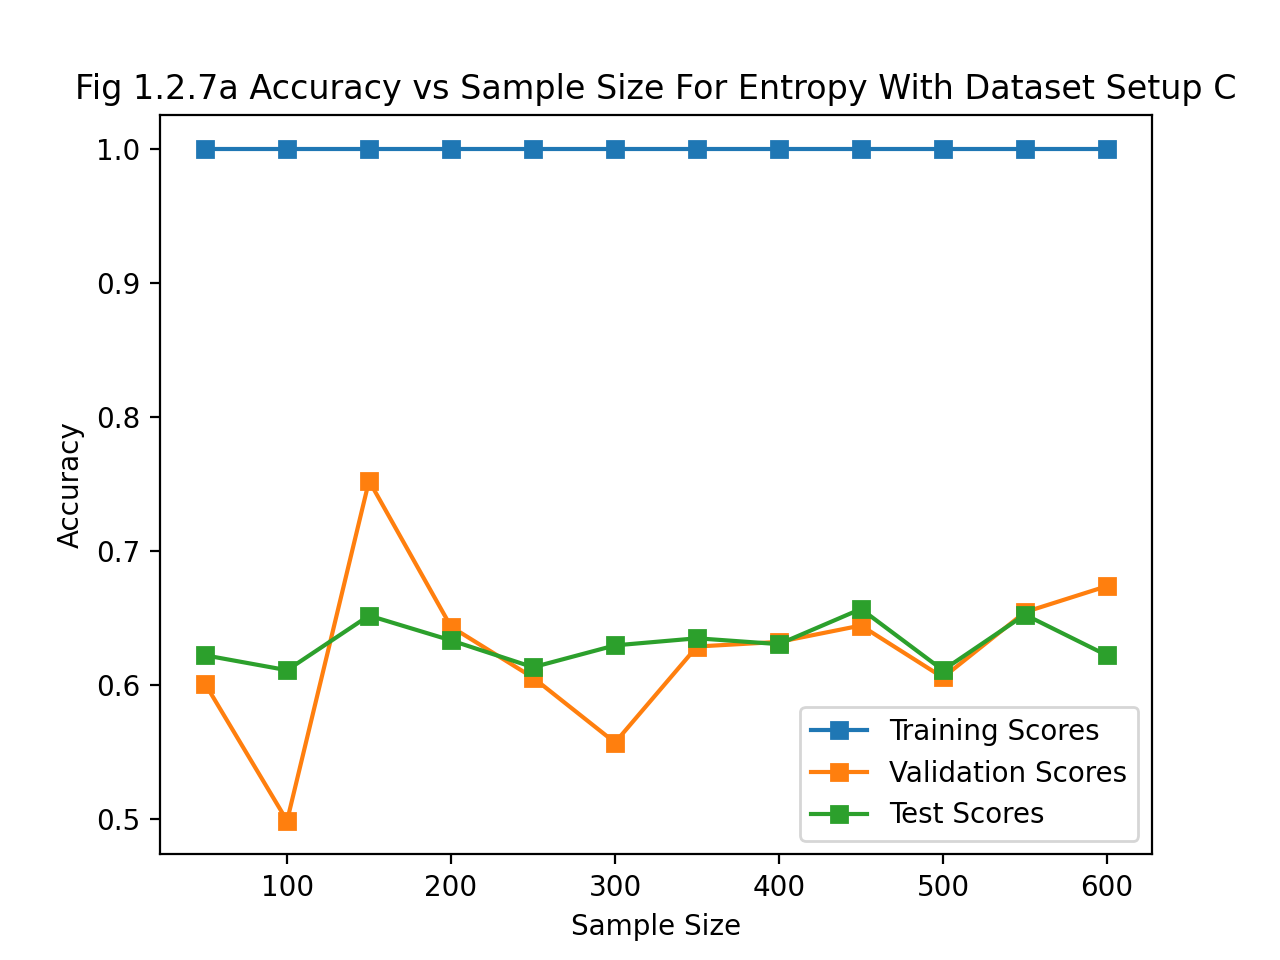 Fig 1.2.7a Accuracy vs Sample Size For Entropy With Dataset Setup C
1.0
0.9
0.8
0.7
0.6
0.5
Accuracy
100 200 300 400 500 600
Sample Size
Training Scores
Validation Scores
Test Scores